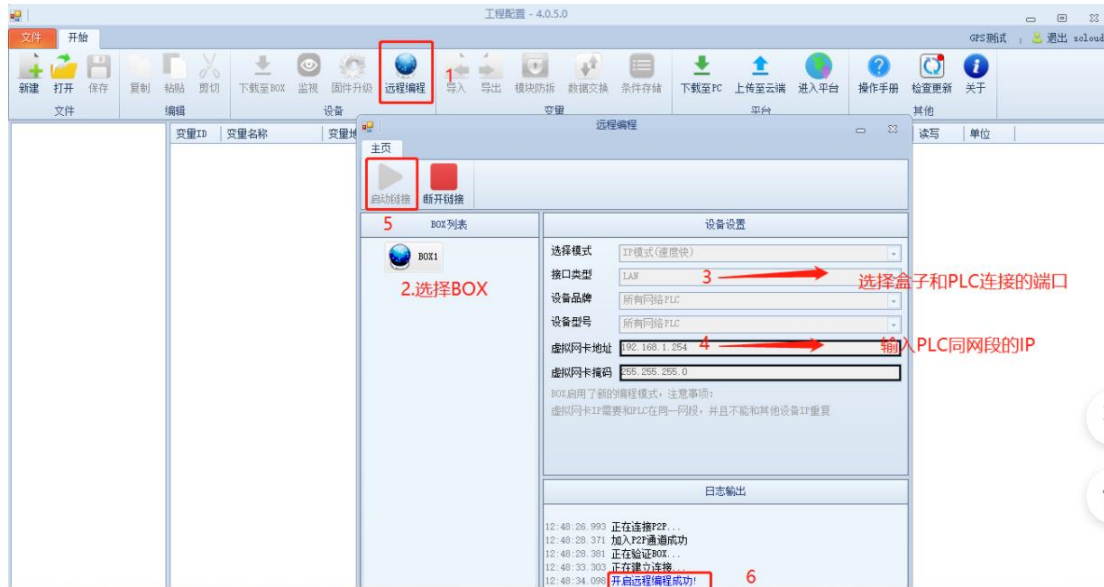 工程配置 - 4.0.5.0
文件 开始 GPS测试 退出 scloud
新建 打开 保存 复制 粘贴 剪切 下载至BOX 监视 固件升级 远程编程 1 导入 导出 模块防拆 数据交换 条件存储 下载至PC 上传至云端 进入平台 操作手册 检查更新 关于
文件 编辑 设备 变量 平台 其他
变量ID 变量名称 变量地 读写 单位
远程编程
主页
启动链接 断开链接
5 BOX列表 设备设置
BOX1
2.选择BOX
选择模式 IP模式(速度快)
接口类型 LAN 3 选择盒子和PLC连接的端口
设备品牌 所有网络PLC
设备型号 所有网络PLC
虚拟网卡地址 192.168.1.254 4 输入PLC同网段的IP
虚拟网卡掩码 255.255.255.0
BOX启用了新的编程模式，注意事项:
虚拟网卡IP需要和PLC在同一网段，并且不能和其他设备IP重复
日志输出
12:48:26.993 正在连接P2P...
12:48:28.371 加入P2P通道成功
12:48:28.381 正在验证BOX...
12:48:33.303 正在建立连接...
12:48:34.098 开启远程编程成功! 6